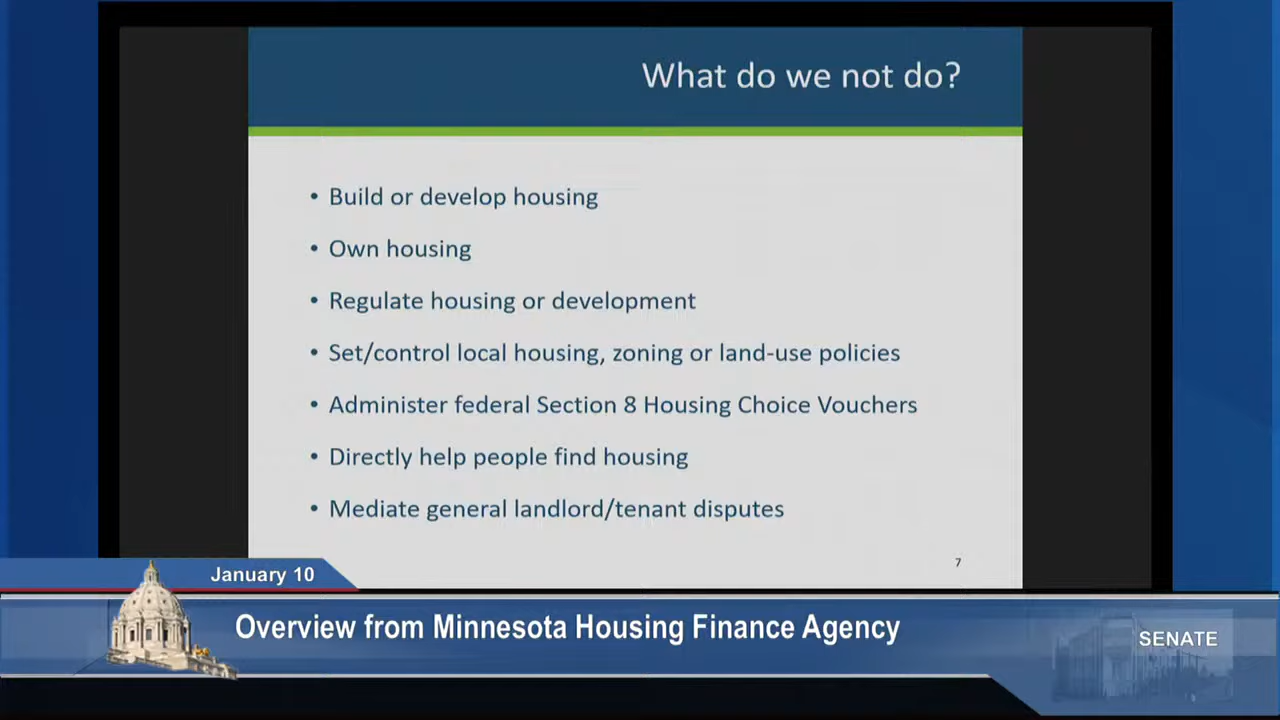 What do we not do?
• Build or develop housing
• Own housing
• Regulate housing or development
• Set/control local housing, zoning or land-use policies
• Administer federal Section 8 Housing Choice Vouchers
• Directly help people find housing
• Mediate general landlord/tenant disputes
7
January 10
Overview from Minnesota Housing Finance Agency
SENATE